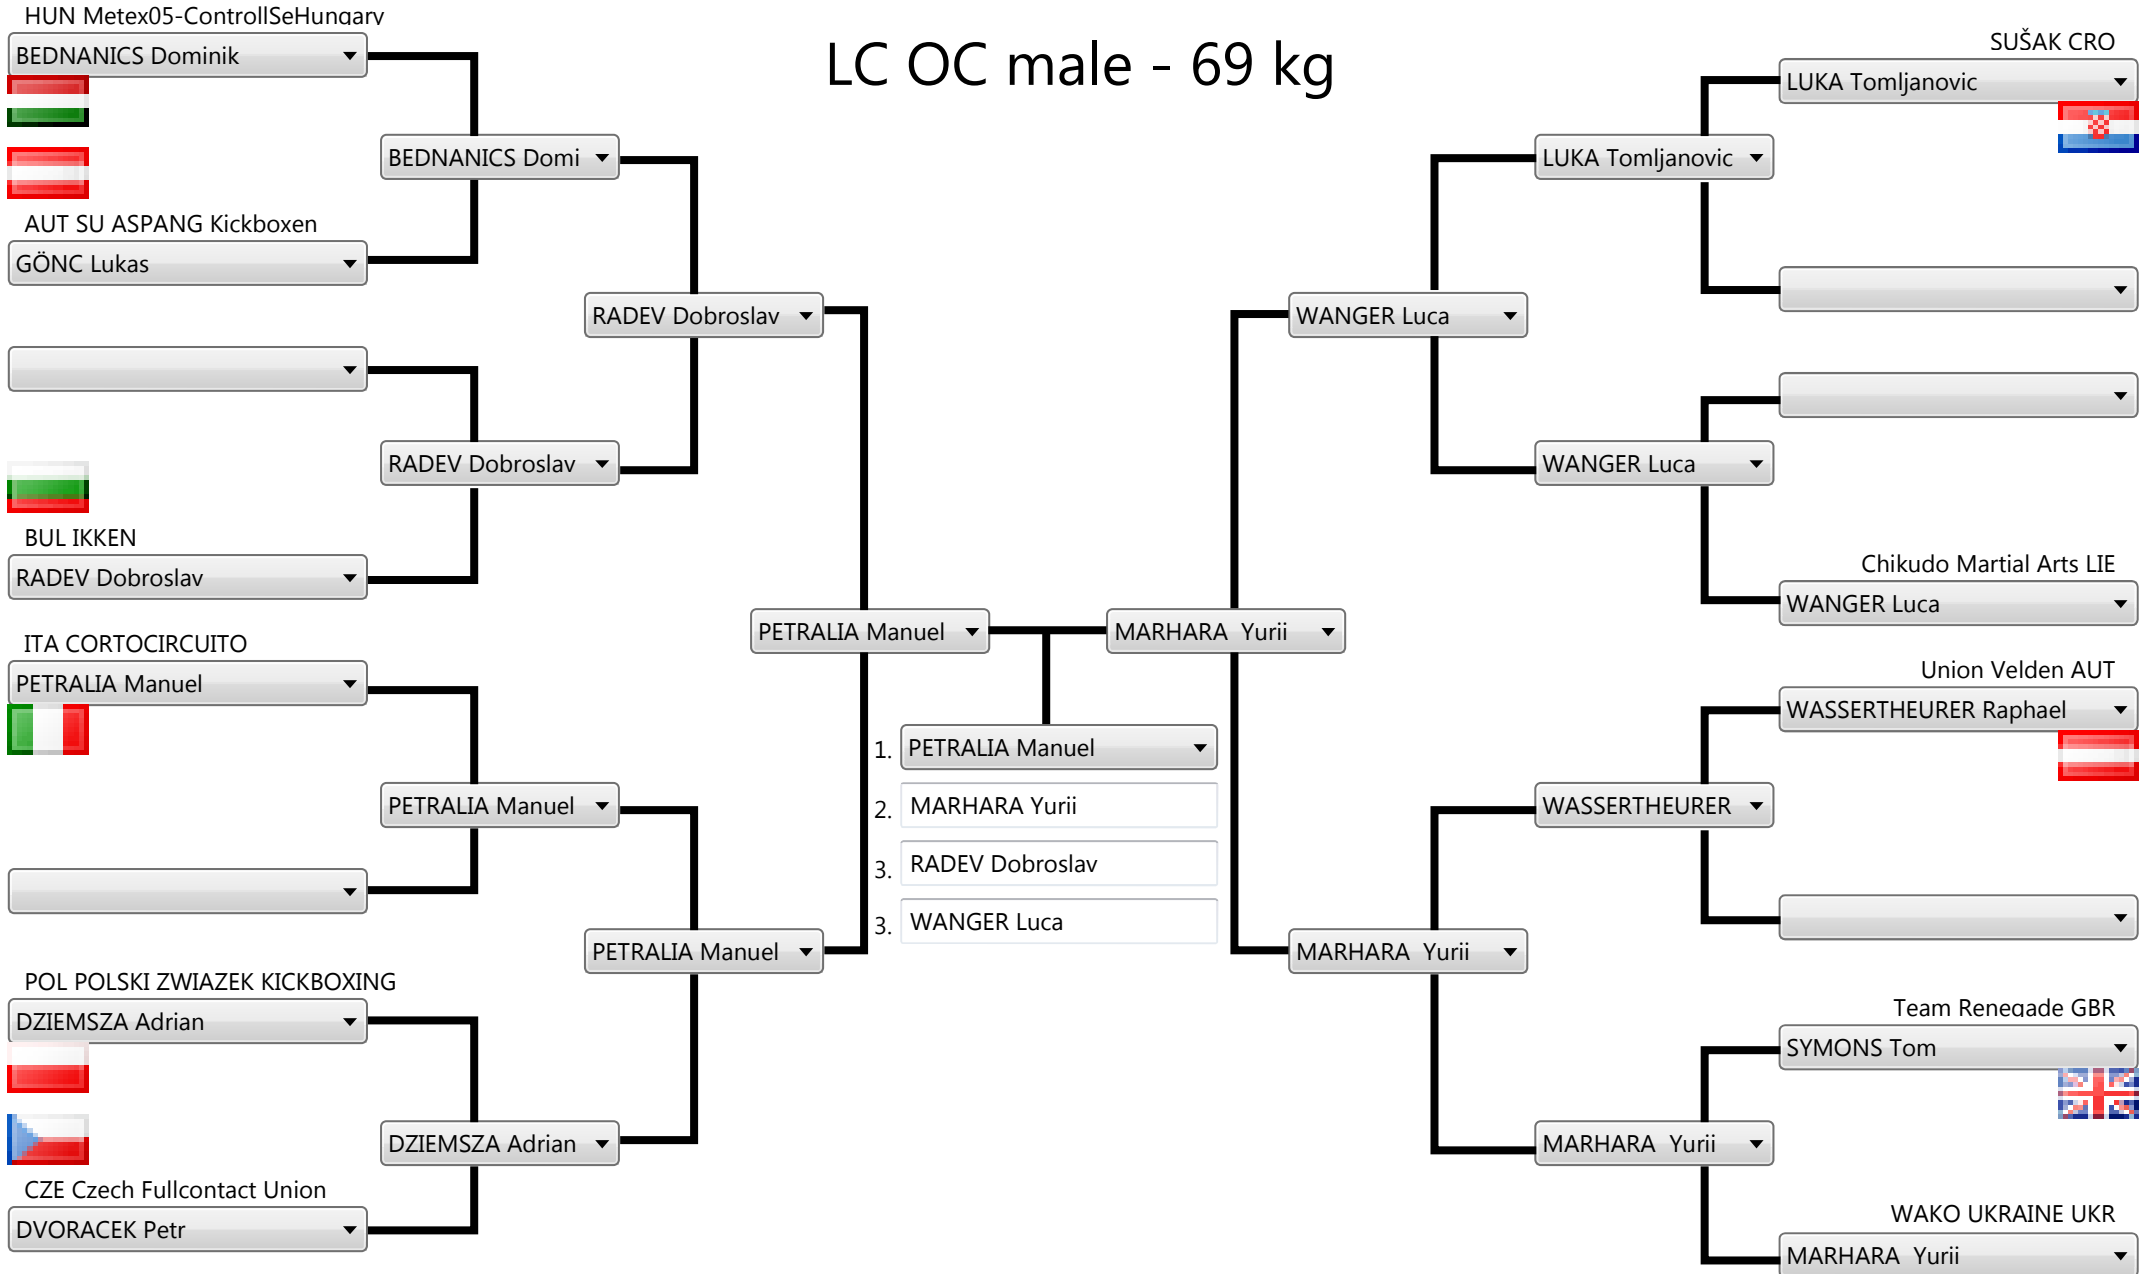 HUN Metex05-ControllSeHungary
BEDNANICS Dominik
AUT SU ASPANG Kickboxen
GÖNC Lukas
BUL IKKEN
RADEV Dobroslav
ITA CORTOCIRCUITO
PETRALIA Manuel
POL POLSKI ZWIAZEK KICKBOXING
DZIEMSZA Adrian
CZE Czech Fullcontact Union
DVORACEK Petr
BEDNANICS Domi
RADEV Dobroslav
PETRALIA Manuel
DZIEMSZA Adrian
RADEV Dobroslav
PETRALIA Manuel
LC OC male - 69 kg
PETRALIA Manuel
MARHARA Yurii
1. PETRALIA Manuel
2. MARHARA Yurii
3. RADEV Dobroslav
3. WANGER Luca
WANGER Luca
MARHARA Yurii
LUKA Tomljanovic
WANGER Luca
WASSERTHEURER
MARHARA Yurii
SUŠAK CRO
LUKA Tomljanovic
Chikudo Martial Arts LIE
WANGER Luca
Union Velden AUT
WASSERTHEURER Raphael
Team Renegade GBR
SYMONS Tom
WAKO UKRAINE UKR
MARHARA Yurii